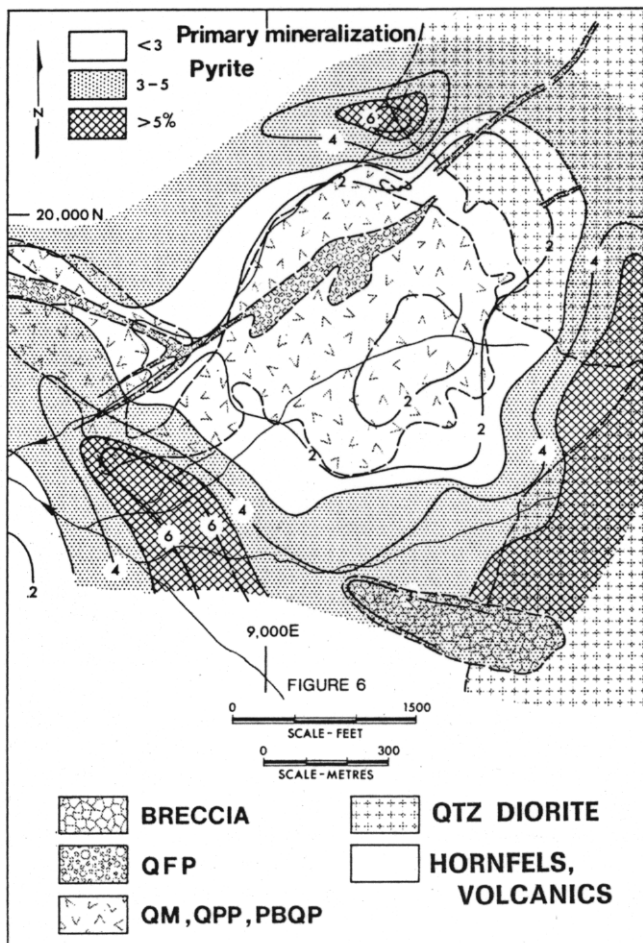 Primary mineralization
Pyrite
<3
3-5
>5%
N
6
4
2
20,000 N
2
4
2
2
2
4
4
6
6
4
.2
3
9,000E
FIGURE 6
0 1500
SCALE-FEET
0 300
SCALE-METRES
BRECCIA
QFP
QM, QPP, PBQP
QTZ DIORITE
HORNFELS,
VOLCANICS